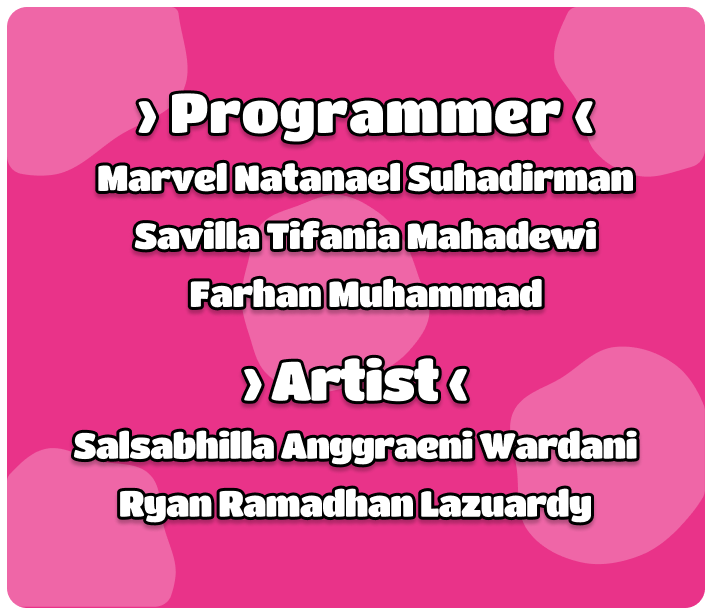 › Programmer ‹
Marvel Natanael Suhadirman
Savilla Tifania Mahadewi
Farhan Muhammad
› Artist ‹
Salsabhilla Anggraeni Wardani
Ryan Ramadhan Lazuardy